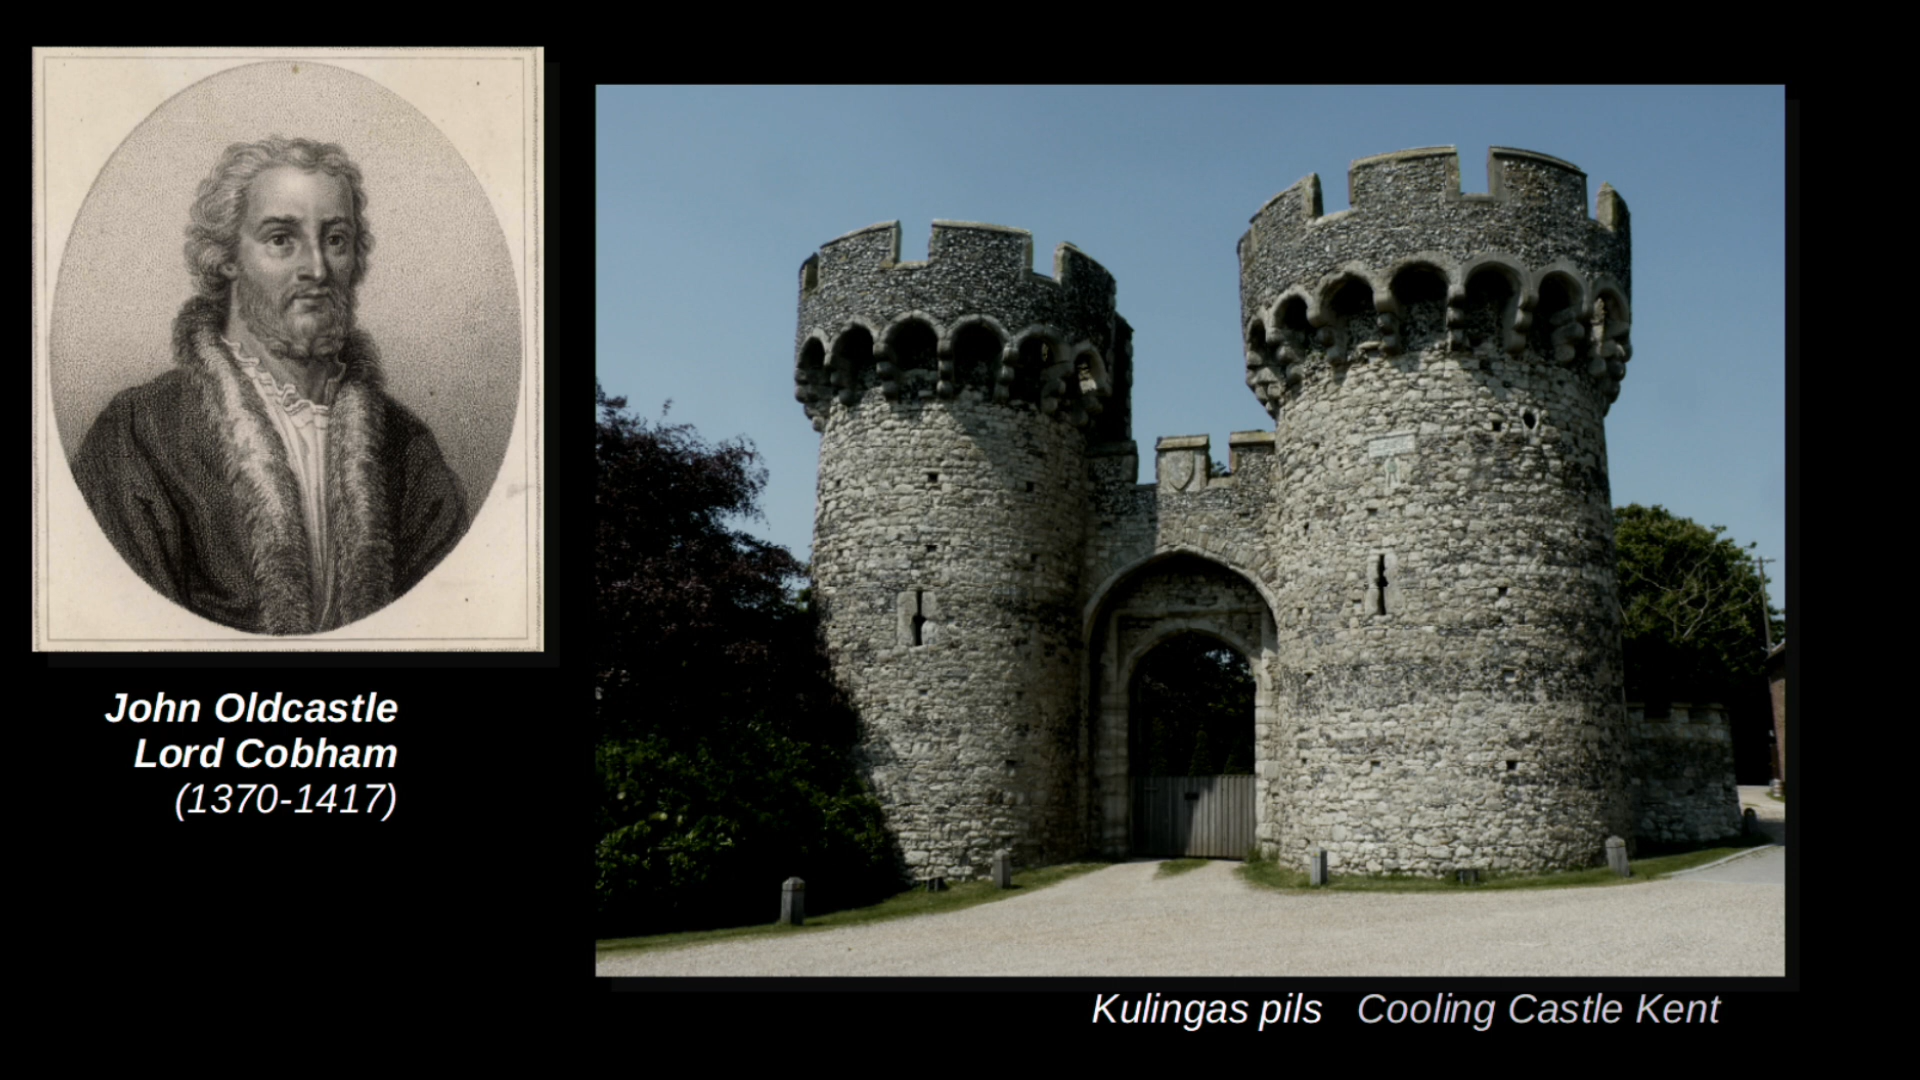 John Oldcastle
Lord Cobham
(1370-1417)
Kulingas pils Cooling Castle Kent